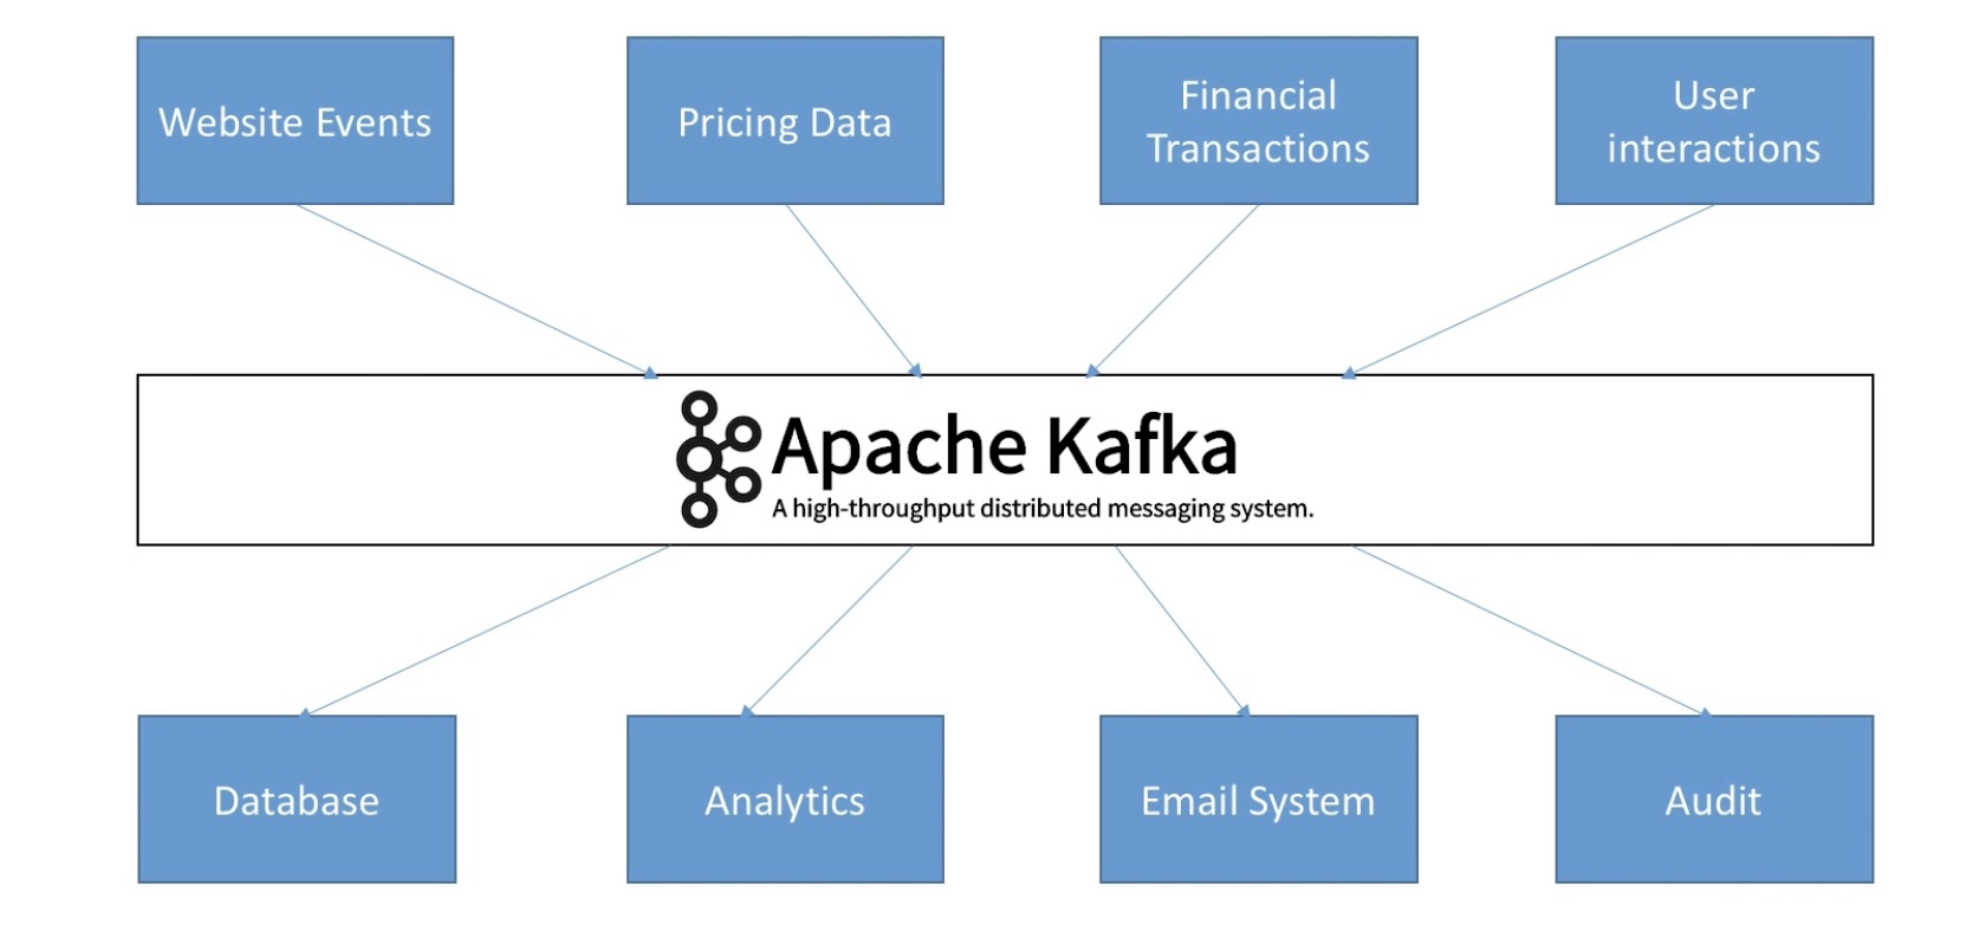 Website Events
Pricing Data
Financial
Transactions
User
interactions
Apache Kafka
A high-throughput distributed messaging system.
Database
Analytics
Email System
Audit